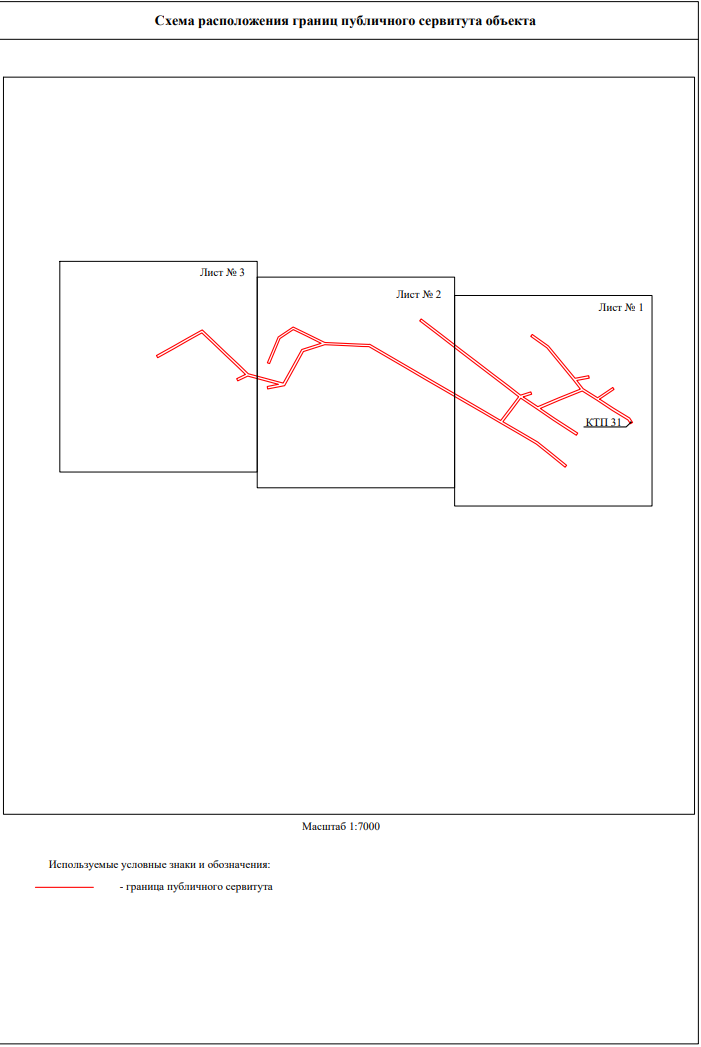 Схема расположения границ публичного сервитута объекта
Лист № 3
Лист № 2
Лист № 1
КТП 31
Масштаб 1:7000
Используемые условные знаки и обозначения:
- граница публичного сервитута